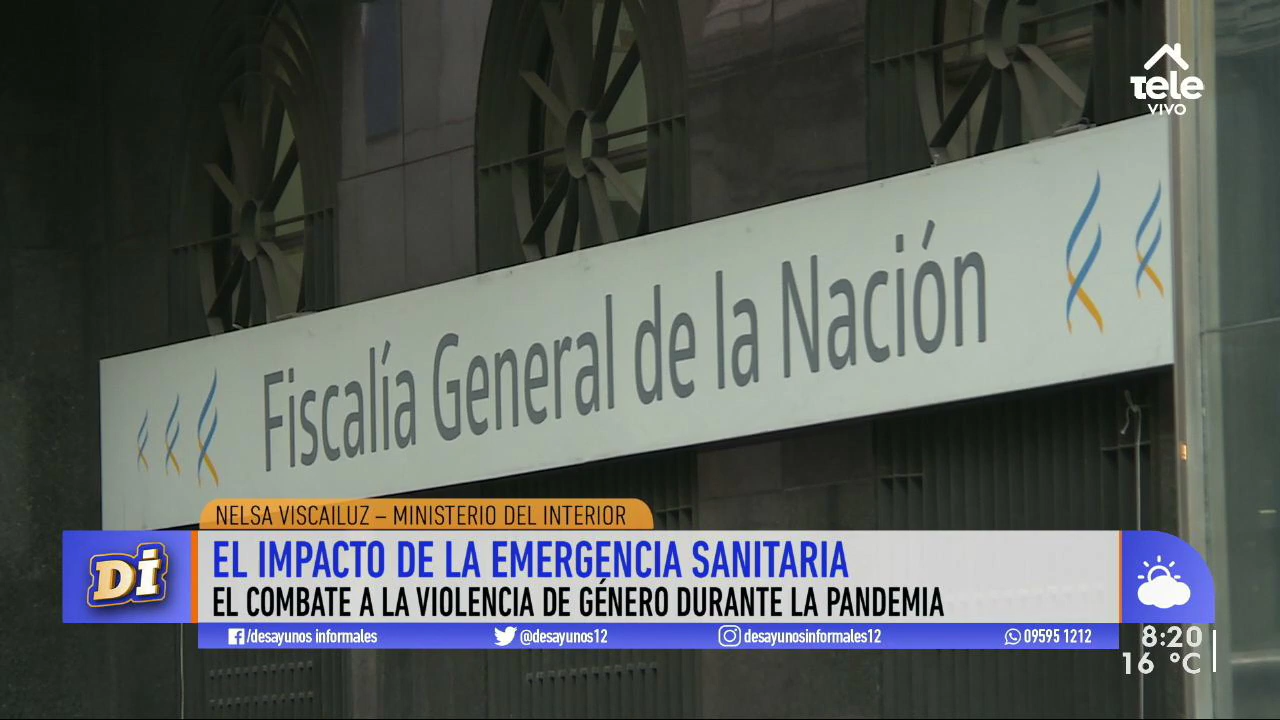 tele
VIVO
Fiscalía General de la Nación
NELSA VISCAILUZ – MINISTERIO DEL INTERIOR
Di
EL IMPACTO DE LA EMERGENCIA SANITARIA
EL COMBATE A LA VIOLENCIA DE GÉNERO DURANTE LA PANDEMIA
/desayunos informales @desayunos12 desayunosinformales12 09595 1212
8:20
16 °C